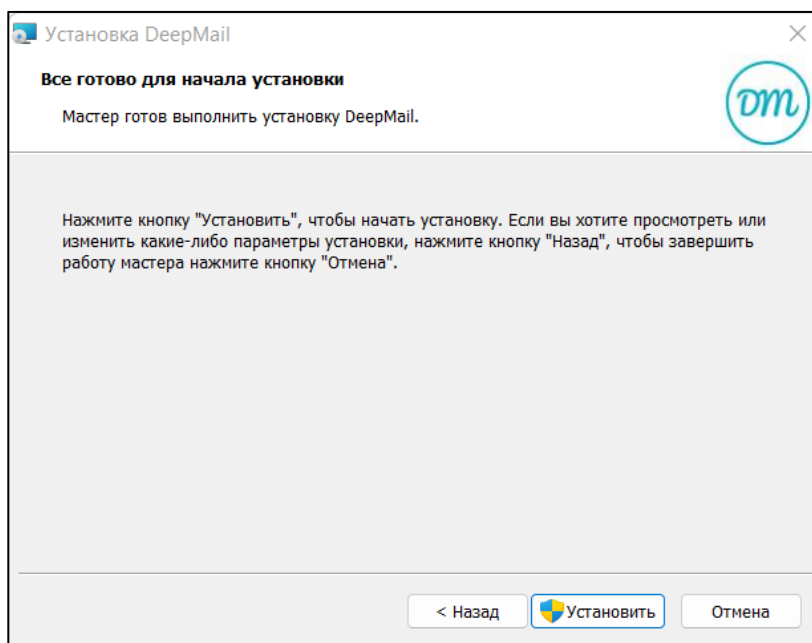 Установка DeepMail
Все готово для начала установки
Мастер готов выполнить установку DeepMail.
DM
Нажмите кнопку "Установить", чтобы начать установку. Если вы хотите просмотреть или
изменить какие-либо параметры установки, нажмите кнопку "Назад", чтобы завершить
работу мастера нажмите кнопку "Отмена".
< Назад
Установить
Отмена